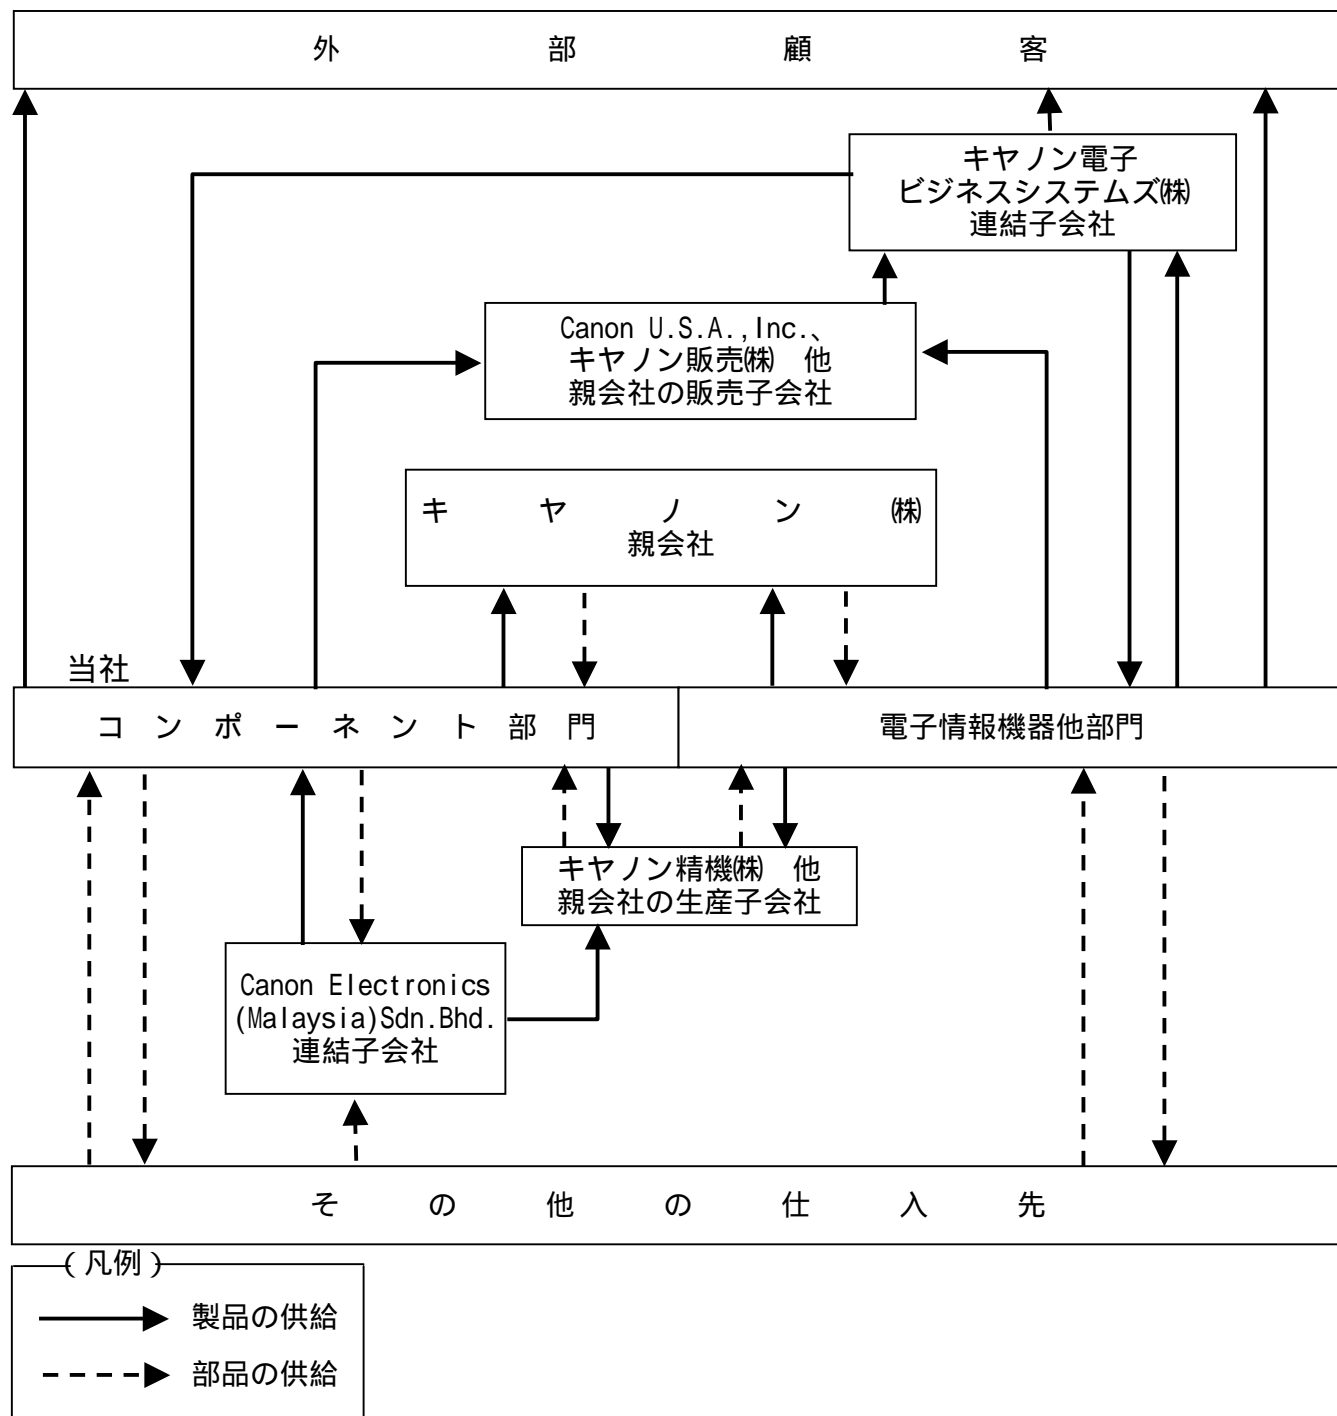 外部顧客
キヤノン電子
ビジネスシステムズ㈱
連結子会社
Canon U.S.A.,Inc.、
キヤノン販売㈱　他
親会社の販売子会社
キヤノン㈱
親会社
当社
コンポーネント部門
電子情報機器他部門
キヤノン精機㈱　他
親会社の生産子会社
Canon Electronics
(Malaysia)Sdn.Bhd.
連結子会社
その他の仕入先
(凡例)
製品の供給
部品の供給